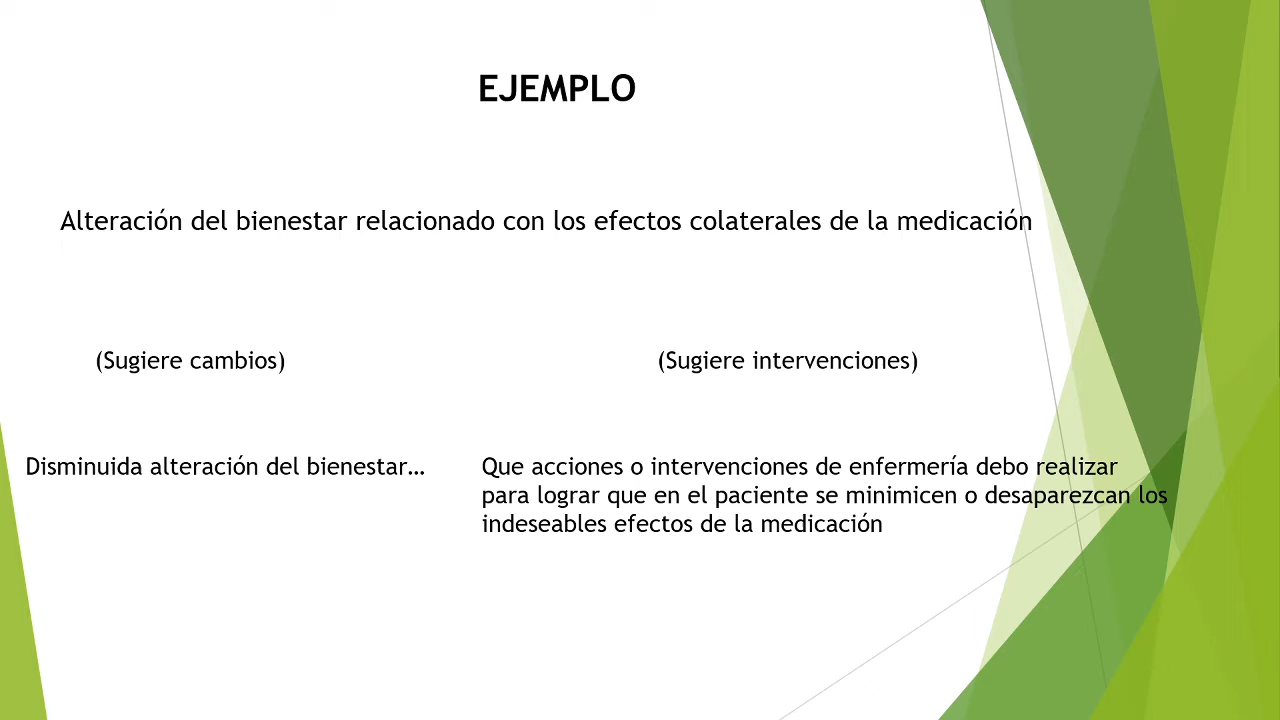 EJEMPLO
Alteración del bienestar relacionado con los efectos colaterales de la medicación
(Sugiere cambios)
(Sugiere intervenciones)
Disminuida alteración del bienestar…
Que acciones o intervenciones de enfermería debo realizar
para lograr que en el paciente se minimicen o desaparezcan los
indeseables efectos de la medicación